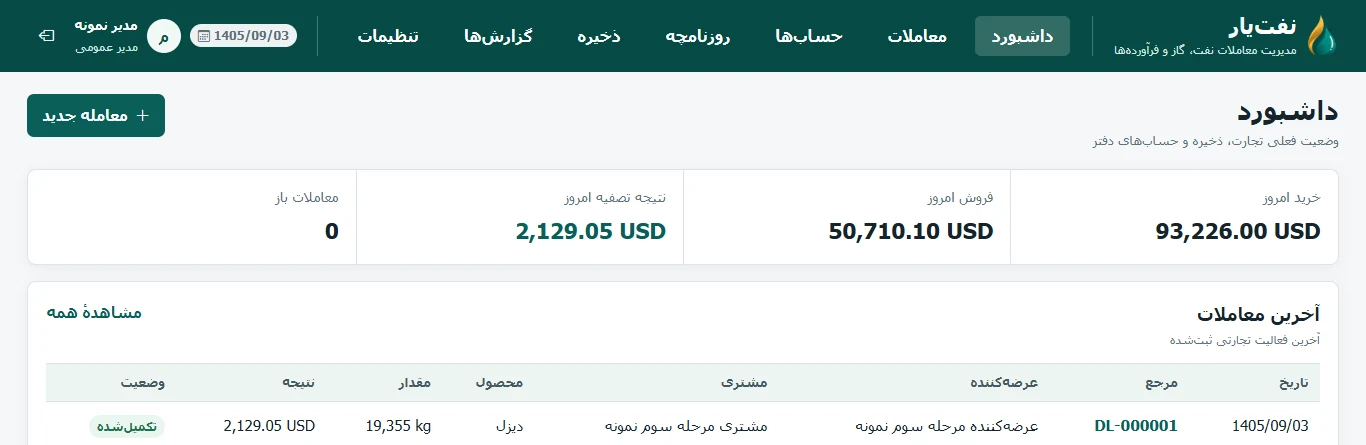 نفت‌یار
مدیریت معاملات نفت، گاز و فرآورده‌ها
داشبورد
معاملات
حساب‌ها
روزنامچه
ذخیره
گزارش‌ها
تنظیمات
1405/09/03
م
مدیر نمونه
مدیر عمومی
داشبورد
وضعیت فعلی تجارت، ذخیره و حساب‌های دفتر
+ معامله جدید
خرید امروز
93,226.00 USD
فروش امروز
50,710.10 USD
نتیجه تصفیه امروز
2,129.05 USD
معاملات باز
0
آخرین معاملات
آخرین فعالیت تجارتی ثبت‌شده
مشاهدهٔ همه
تاریخ مرجع عرضه‌کننده مشتری محصول مقدار نتیجه وضعیت
1405/09/03 DL-000001 عرضه‌کننده مرحله سوم نمونه مشتری مرحله سوم نمونه دیزل 19,355 kg 2,129.05 USD تکمیل‌شده